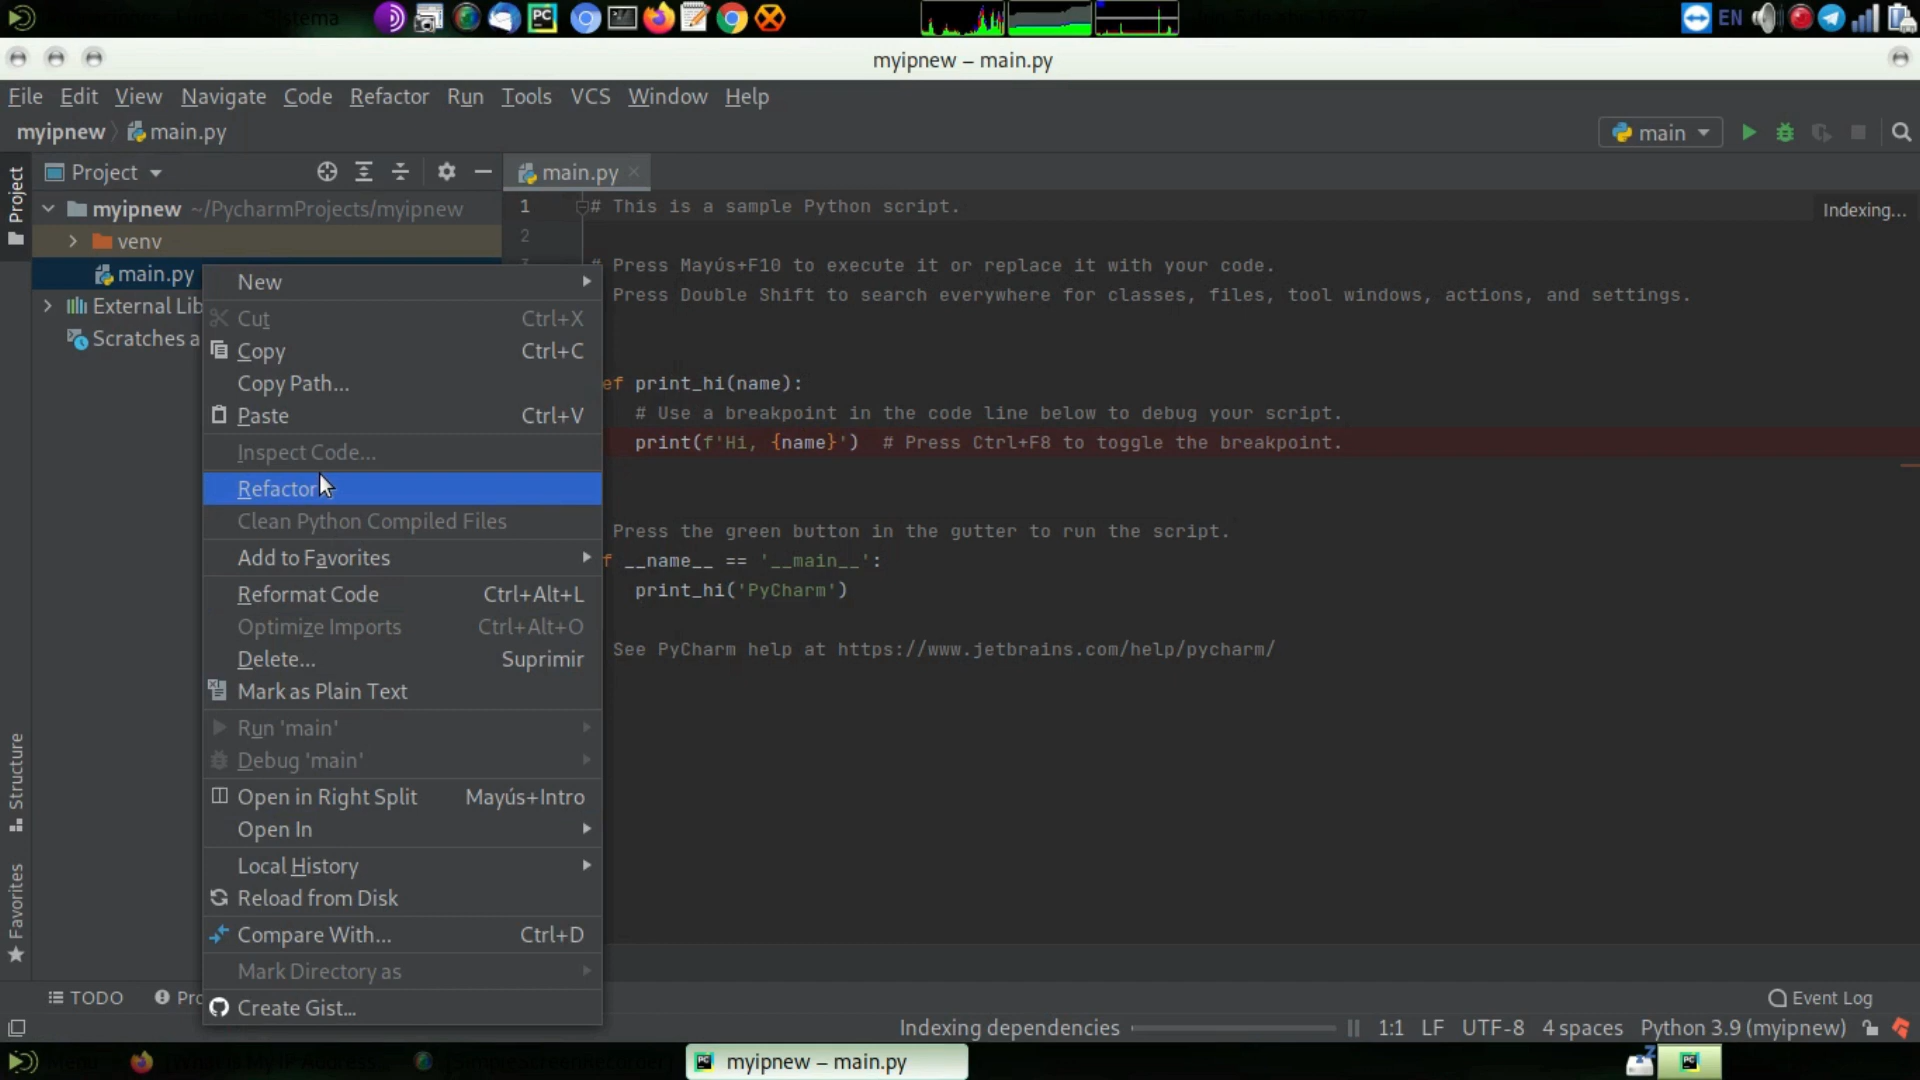 istema
EN
myipnew – main.py
File Edit View Navigate Code Refactor Run Tools VCS Window Help
myipnew main.py
main
Project
main.py
Project
myipnew ~/PycharmProjects/myipnew
venv
main.py
External Lib
Scratches a
1 # This is a sample Python script.
Indexing...
2
# Press Mayús+F10 to execute it or replace it with your code.
Press Double Shift to search everywhere for classes, files, tool windows, actions, and settings.
ef print_hi(name):
# Use a breakpoint in the code line below to debug your script.
print(f'Hi, {name}') # Press Ctrl+F8 to toggle the breakpoint.
Press the green button in the gutter to run the script.
f __name__ == '__main__':
print_hi('PyCharm')
See PyCharm help at https://www.jetbrains.com/help/pycharm/
New
Cut Ctrl+X
Copy Ctrl+C
Copy Path...
Paste Ctrl+V
Inspect Code...
Refactor
Clean Python Compiled Files
Add to Favorites
Reformat Code Ctrl+Alt+L
Optimize Imports Ctrl+Alt+O
Delete... Suprimir
Mark as Plain Text
Run 'main'
Debug 'main'
Open in Right Split Mayús+Intro
Open In
Local History
Reload from Disk
Compare With... Ctrl+D
Mark Directory as
Create Gist...
Structure
Favorites
TODO Pro
Event Log
Indexing dependencies 1:1 LF UTF-8 4 spaces Python 3.9 (myipnew)
myipnew – main.py